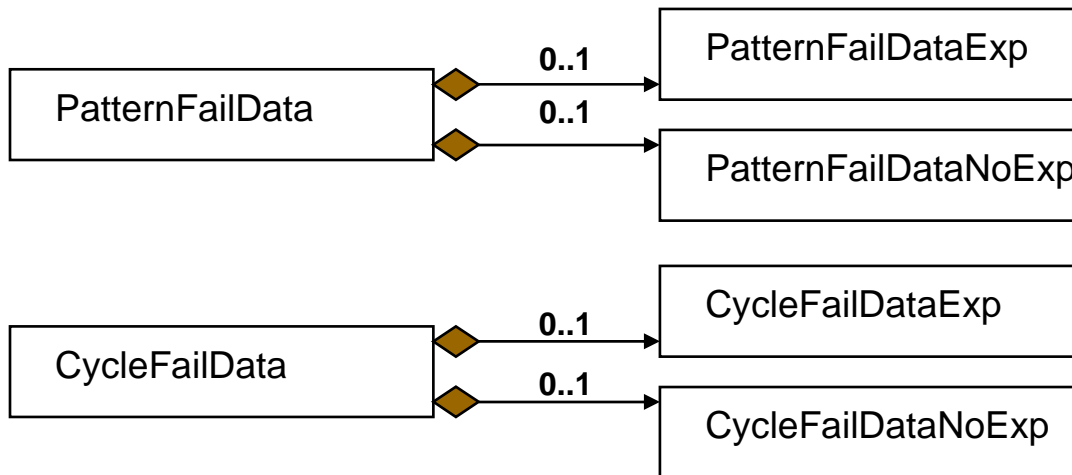 PatternFailData
0..1
PatternFailDataExp
0..1
PatternFailDataNoExp
CycleFailData
0..1
CycleFailDataExp
0..1
CycleFailDataNoExp